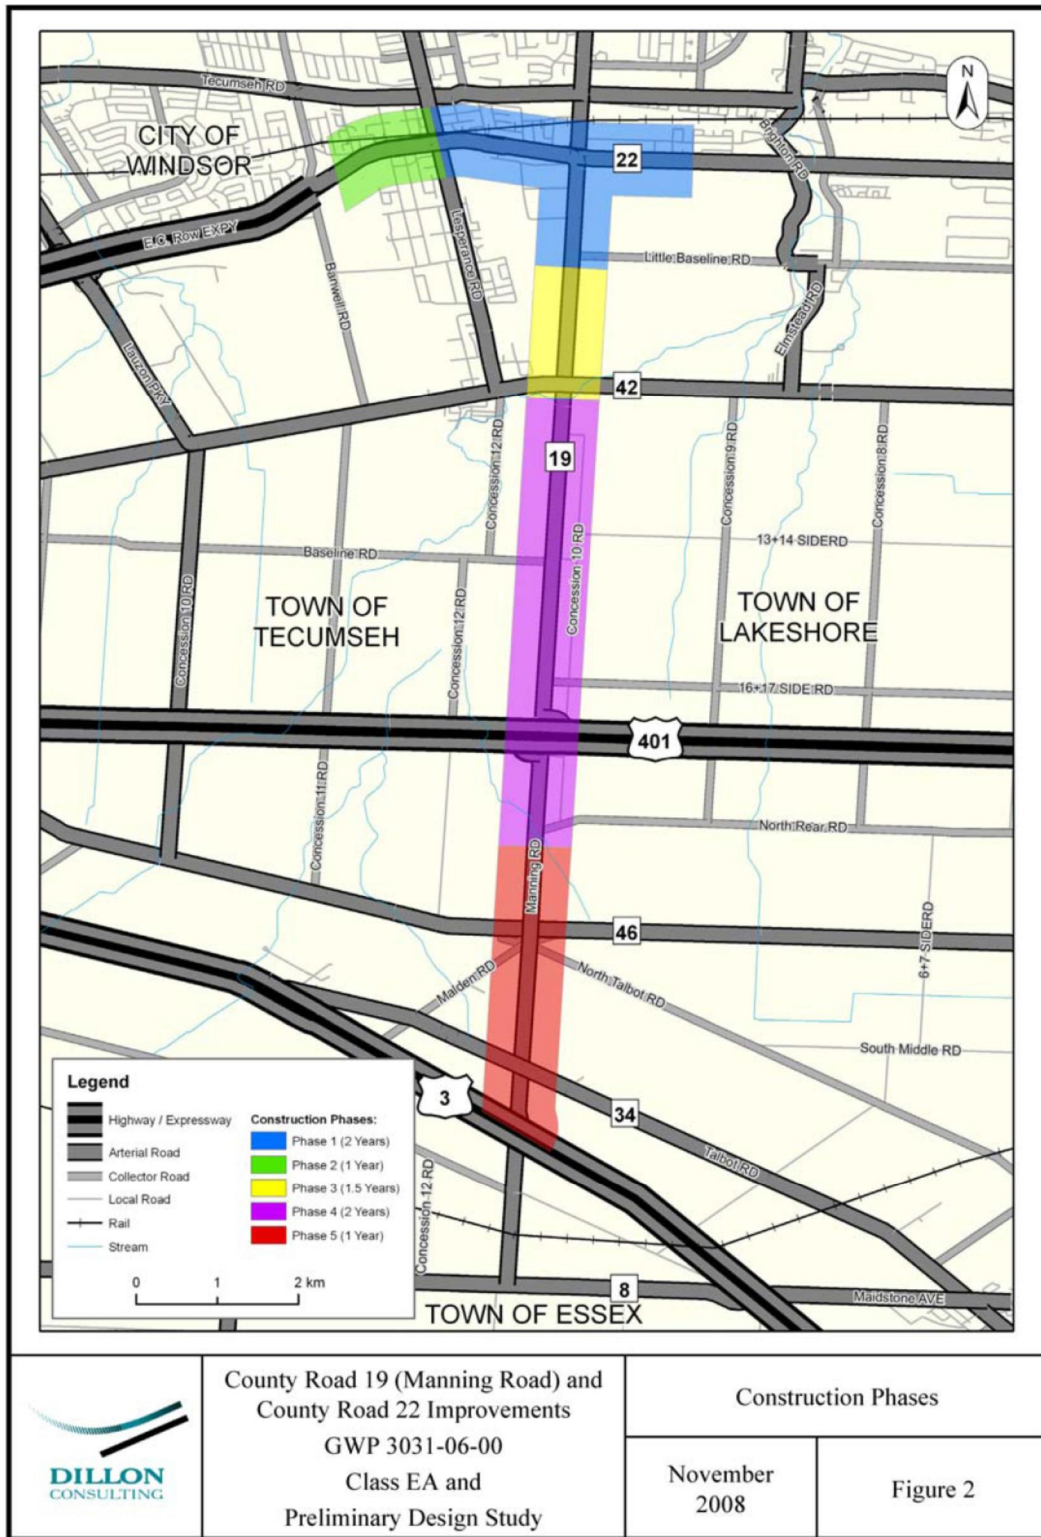 Tecumseh RD
N
CITY OF
WINDSOR
Brighton RD
22
E.C. Row EXPY
Lesperance RD
Little Baseline RD
Banwell RD
Elmstead RD
Lauzon PKY
42
19
Concession 12 RD
Concession 9 RD
Concession 8 RD
13+14 SIDERD
Baseline RD
Concession 10 RD
TOWN OF
TECUMSEH
TOWN OF
LAKESHORE
Concession 10 RD
Concession 12 RD
16+17 SIDE RD
401
Concession 11 RD
North Rear RD
Manning RD
46
6+7 SIDERD
Malden RD
North Talbot RD
South Middle RD
3
34
Talbot RD
Concession 12 RD
8
Maidstone AVE
TOWN OF ESSEX
Legend
Highway / Expressway
Arterial Road
Collector Road
Local Road
Rail
Stream
Construction Phases:
Phase 1 (2 Years)
Phase 2 (1 Year)
Phase 3 (1.5 Years)
Phase 4 (2 Years)
Phase 5 (1 Year)
0 1 2 km
DILLON
CONSULTING
County Road 19 (Manning Road) and
County Road 22 Improvements
GWP 3031-06-00
Class EA and
Preliminary Design Study
Construction Phases
November
2008
Figure 2